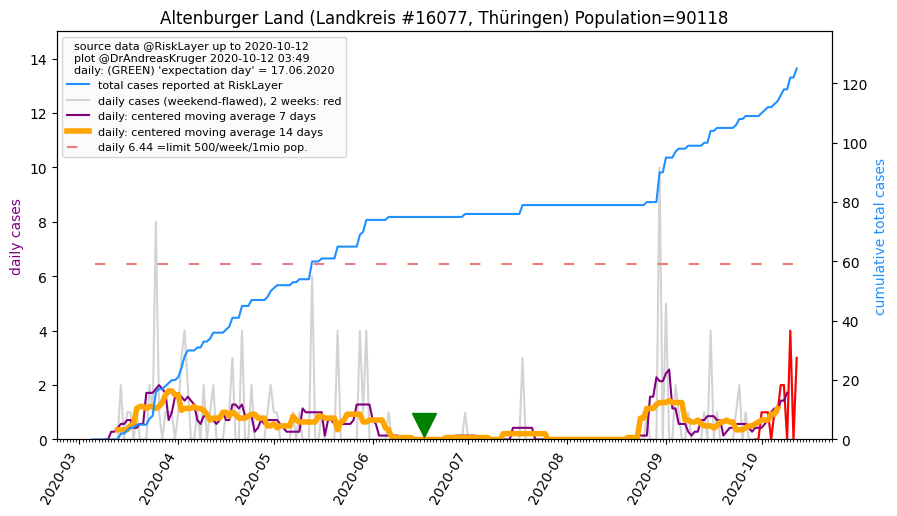 Altenburger Land (Landkreis #16077, Thüringen) Population=90118
source data @RiskLayer up to 2020-10-12
plot @DrAndreasKruger 2020-10-12 03:49
daily: (GREEN) 'expectation day' = 17.06.2020
total cases reported at RiskLayer
daily cases (weekend-flawed), 2 weeks: red
daily: centered moving average 7 days
daily: centered moving average 14 days
daily 6.44 =limit 500/week/1mio pop.
daily cases
14
12
10
8
6
4
2
0
cumulative total cases
120
100
80
60
40
20
0
2020-03
2020-04
2020-05
2020-06
2020-07
2020-08
2020-09
2020-10